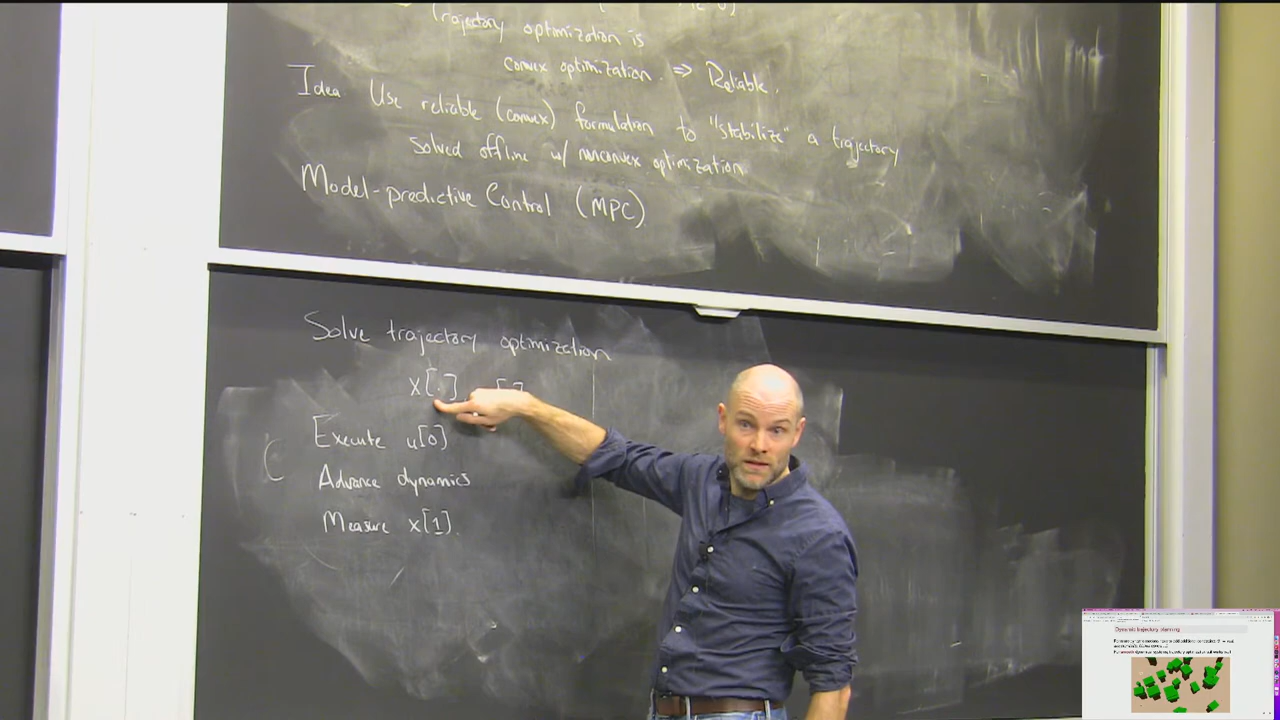 Trajectory optimization is
convex optimization. ⇒ Reliable.
Idea Use reliable (convex) formulation to "stabilize" a trajectory
solved offline w/ nonconvex optimization.
Model-predictive Control (MPC)
Solve trajectory optimization
x[·]
Execute u[0]
Advance dynamics
Measure x[1].
Dynamic trajectory planning